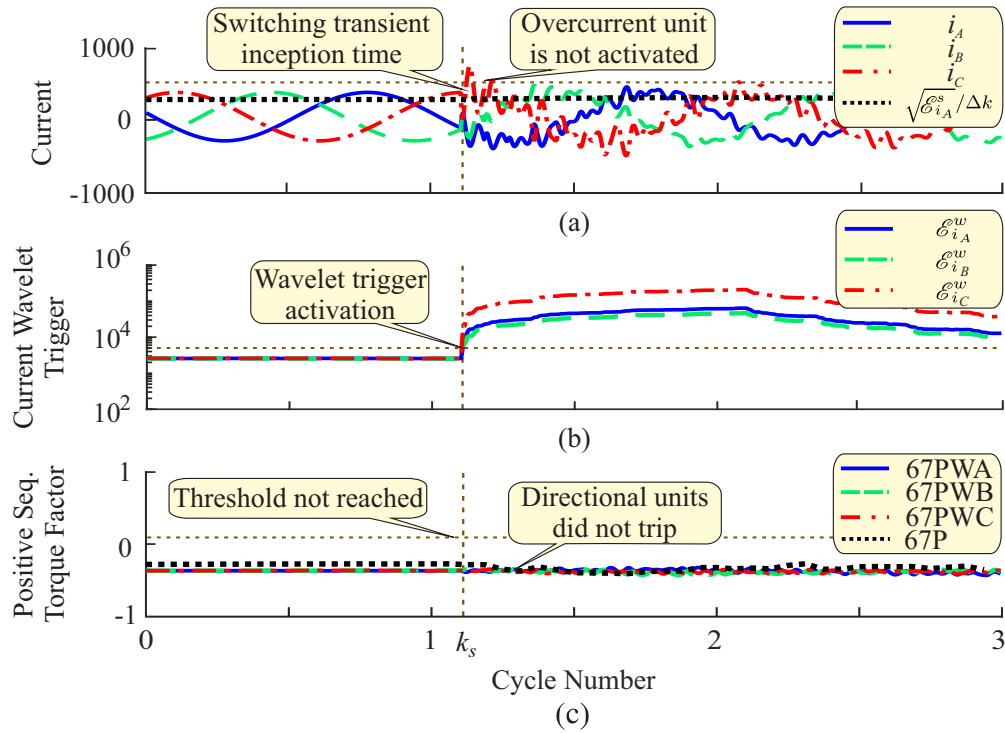 Switching transient
inception time
Overcurrent unit
is not activated
i_A
i_B
i_C
√ℰ^s_{i_A}/Δk
Current
1000
0
-1000
(a)
Current Wavelet
Trigger
10^6
10^4
10^2
Wavelet trigger
activation
ℰ^w_{i_A}
ℰ^w_{i_B}
ℰ^w_{i_C}
(b)
Positive Seq.
Torque Factor
1
0
-1
Threshold not reached
Directional units
did not trip
67PWA
67PWB
67PWC
67P
0 1 k_s 2 3
Cycle Number
(c)